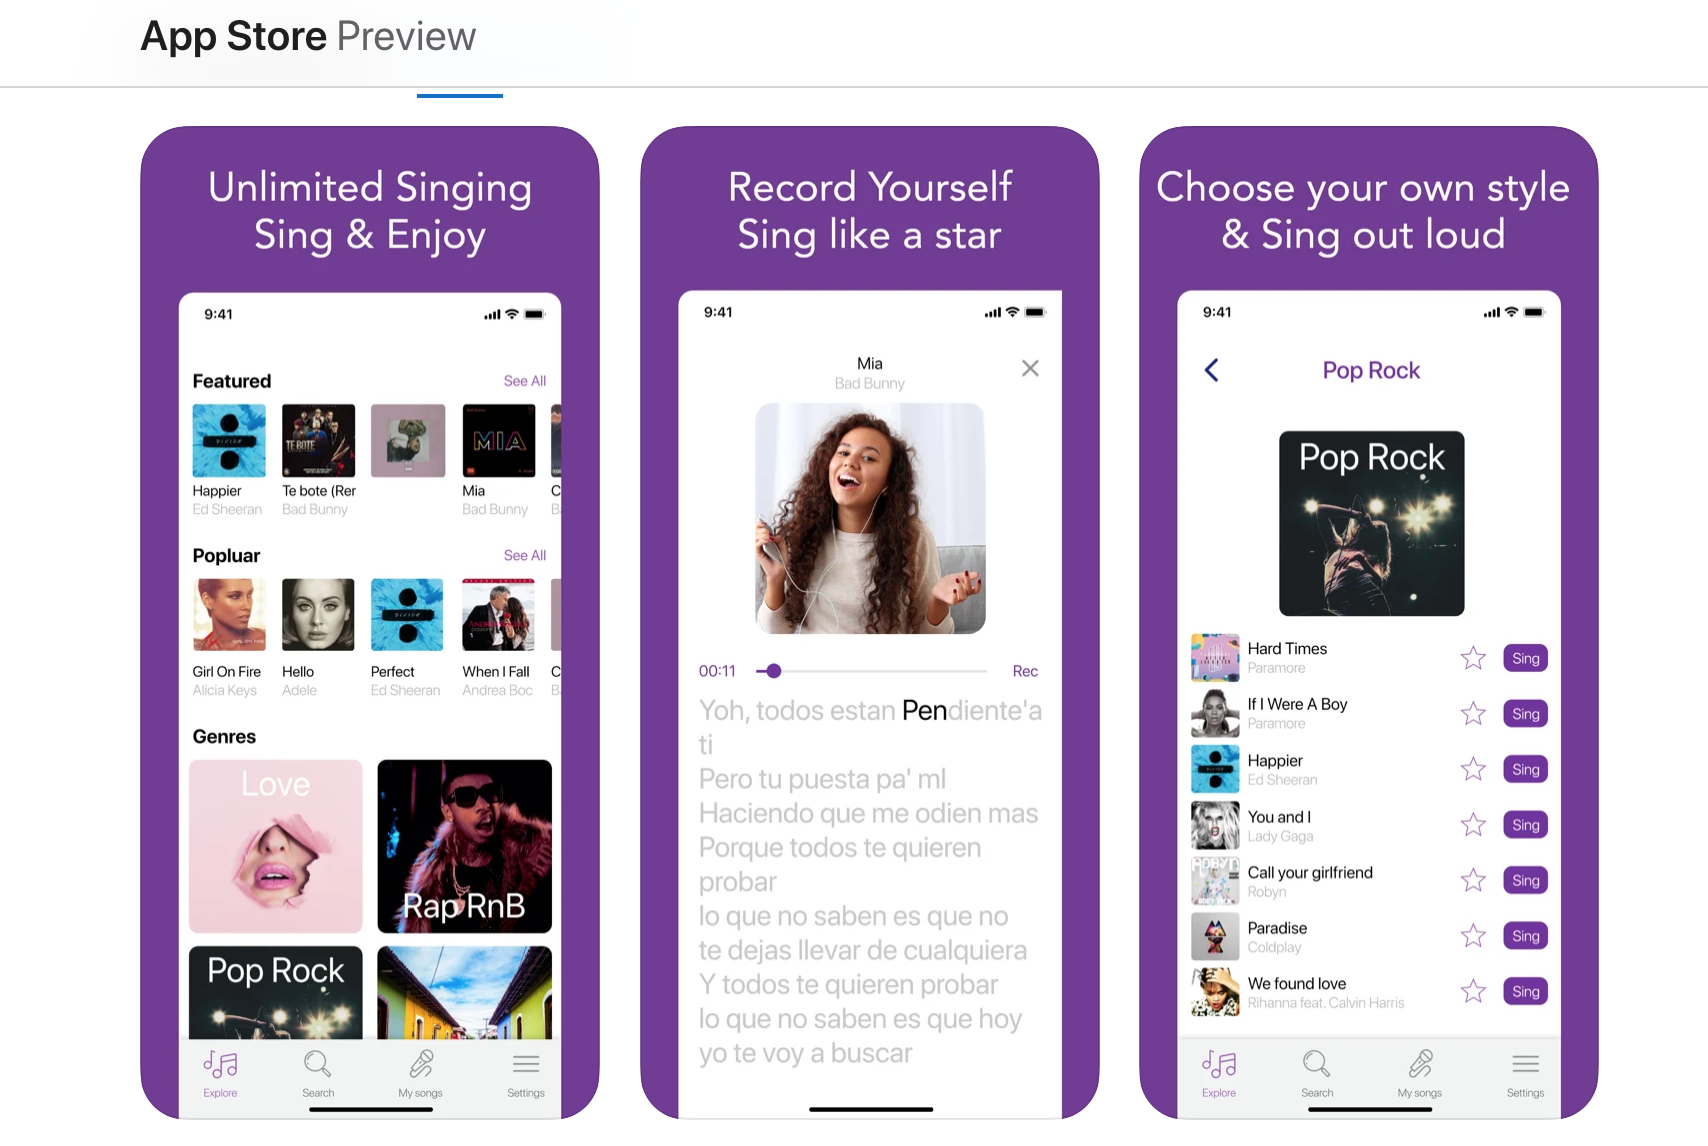 App Store Preview
Unlimited Singing
Sing & Enjoy
9:41
Featured
See All
DIVIDE
TE BOTE
MIA
Happier
Te bote (Rer
Mia
C
Ed Sheeran
Bad Bunny
Bad Bunny
B
Popluar
See All
DIVIDE
Girl On Fire
Hello
Perfect
When I Fall
C
Alicia Keys
Adele
Ed Sheeran
Andrea Boc
B
Genres
Love
Rap RnB
Pop Rock
Explore
Search
My songs
Settings
Record Yourself
Sing like a star
9:41
Mia
Bad Bunny
00:11
Rec
Yoh, todos estan Pendiente'a
ti
Pero tu puesta pa' ml
Haciendo que me odien mas
Porque todos te quieren
probar
lo que no saben es que no
te dejas llevar de cualquiera
Y todos te quieren probar
lo que no saben es que hoy
yo te voy a buscar
Choose your own style
& Sing out loud
9:41
Pop Rock
Pop Rock
Hard Times
Paramore
Sing
If I Were A Boy
Paramore
Sing
Happier
Ed Sheeran
Sing
You and I
Lady Gaga
Sing
ROBYN
Call your girlfriend
Robyn
Sing
Paradise
Coldplay
Sing
We found love
Rihanna feat. Calvin Harris
Sing
Explore
Search
My songs
Settings